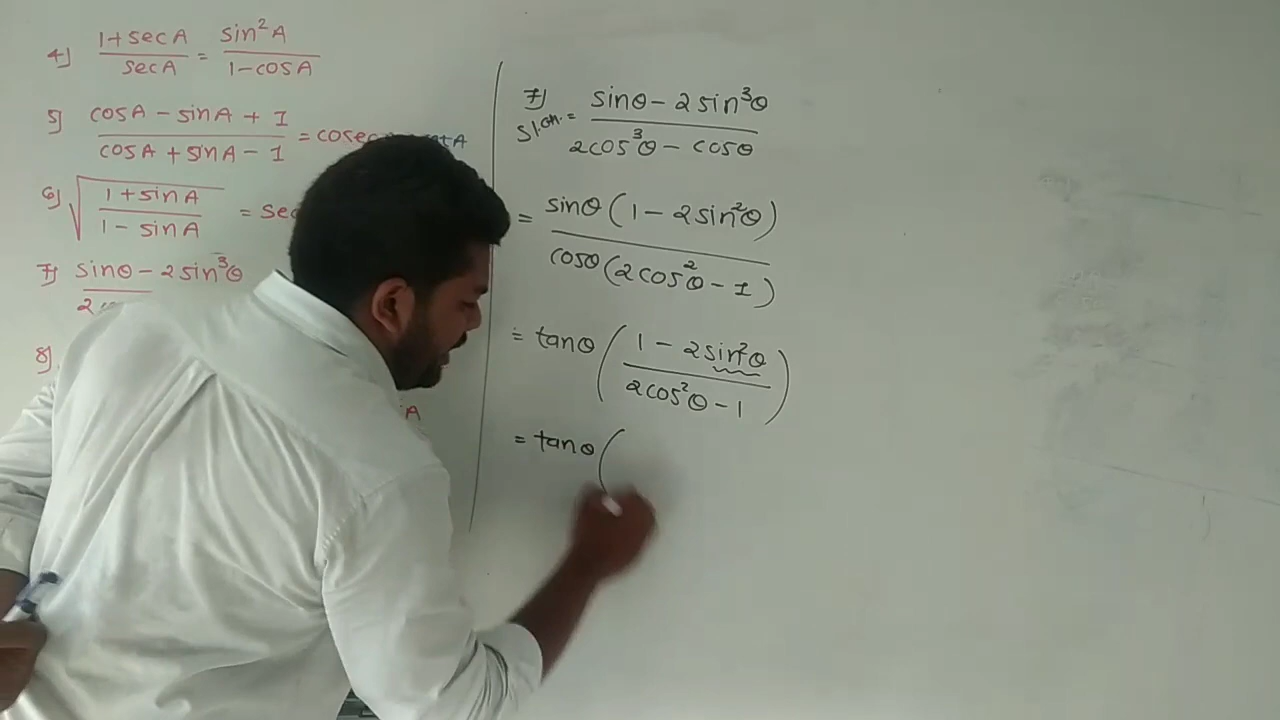 4] 1+secA / secA = sin²A / 1-cosA
5] cosA - sinA + 1 / cosA + sinA - 1 = cosec tA
6] √(1+sinA / 1-sinA) = sec
7] sinθ - 2sin³θ / 2
8]
A
7] sinθ - 2sin³θ / 2cos³θ - cosθ
= sinθ(1 - 2sin²θ) / cosθ(2cos²θ - 1)
= tanθ(1 - 2sin²θ / 2cos²θ - 1)
= tanθ(